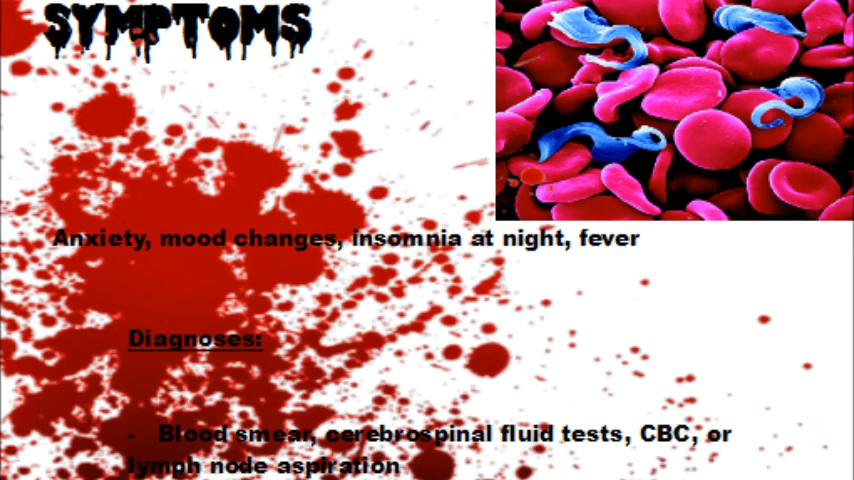 SYMPTOMS
Anxiety, mood changes, insomnia at night, fever
Diagnoses:
- Blood smear, cerebrospinal fluid tests, CBC, or
lymph node aspiration